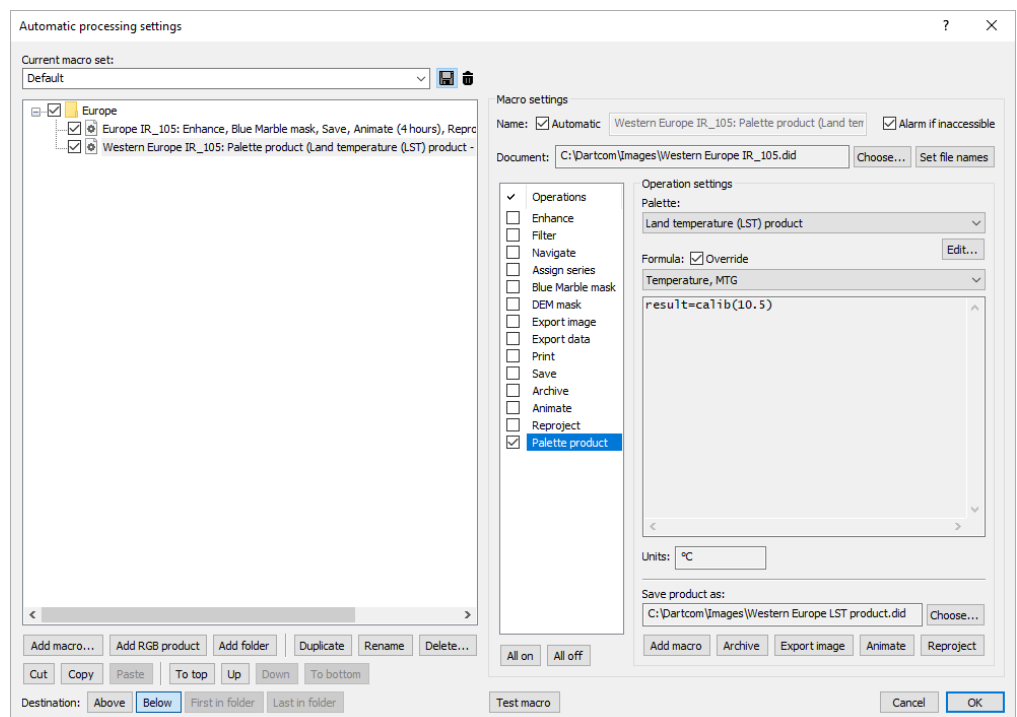 Automatic processing settings
Current macro set:
Default
Europe
Europe IR_105: Enhance, Blue Marble mask, Save, Animate (4 hours), Repro
Western Europe IR_105: Palette product (Land temperature (LST) product -
Add macro... Add RGB product Add folder Duplicate Rename Delete...
Cut Copy Paste To top Up Down To bottom
Destination: Above Below First in folder Last in folder
Macro settings
Name: Automatic Western Europe IR_105: Palette product (Land tem Alarm if inaccessible
Document: C:\Dartcom\Images\Western Europe IR_105.did Choose... Set file names
Operations
Enhance
Filter
Navigate
Assign series
Blue Marble mask
DEM mask
Export image
Export data
Print
Save
Archive
Animate
Reproject
Palette product
All on All off
Operation settings
Palette:
Land temperature (LST) product
Edit...
Formula: Override
Temperature, MTG
result=calib(10.5)
Units: °C
Save product as:
C:\Dartcom\Images\Western Europe LST product.did Choose...
Add macro Archive Export image Animate Reproject
Test macro Cancel OK